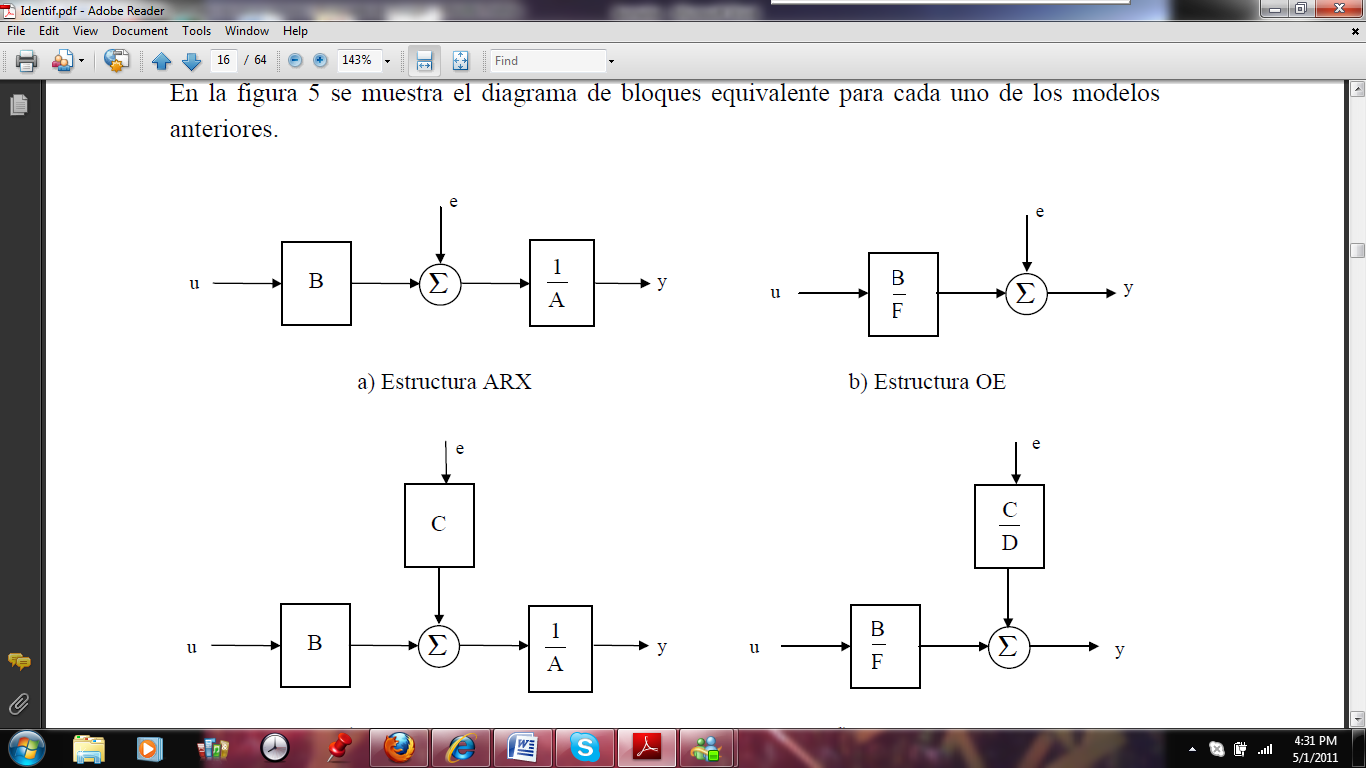 Identif.pdf - Adobe Reader
File Edit View Document Tools Window Help
16 / 64 143% Find
En la figura 5 se muestra el diagrama de bloques equivalente para cada uno de los modelos
anteriores.
e
u B Σ 1 y
A
a) Estructura ARX
e
u B Σ y
F
b) Estructura OE
e
C
u B Σ 1 y
A
e
C
D
u B Σ y
F
4:31 PM
5/1/2011